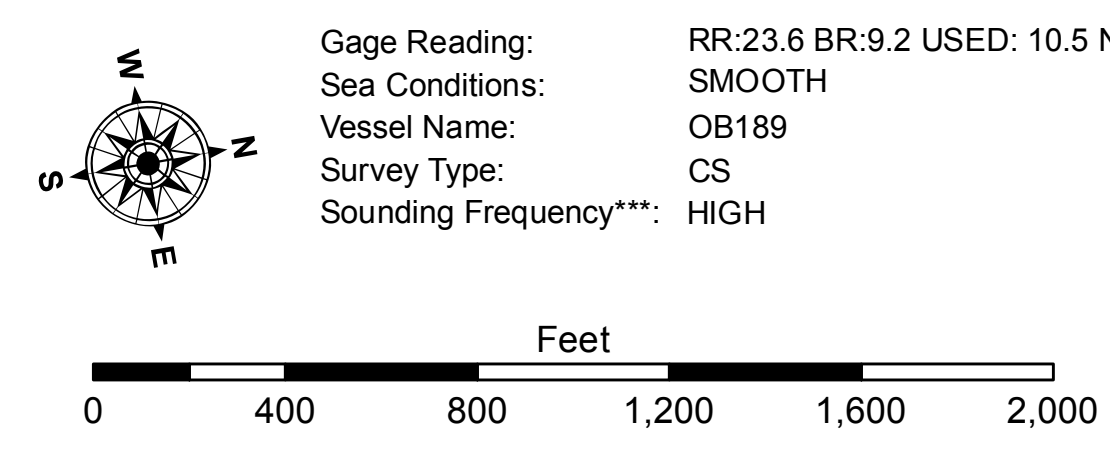 W
N
S
E
Gage Reading: RR:23.6 BR:9.2 USED: 10.5 N
Sea Conditions: SMOOTH
Vessel Name: OB189
Survey Type: CS
Sounding Frequency***: HIGH
Feet
0 400 800 1,200 1,600 2,000